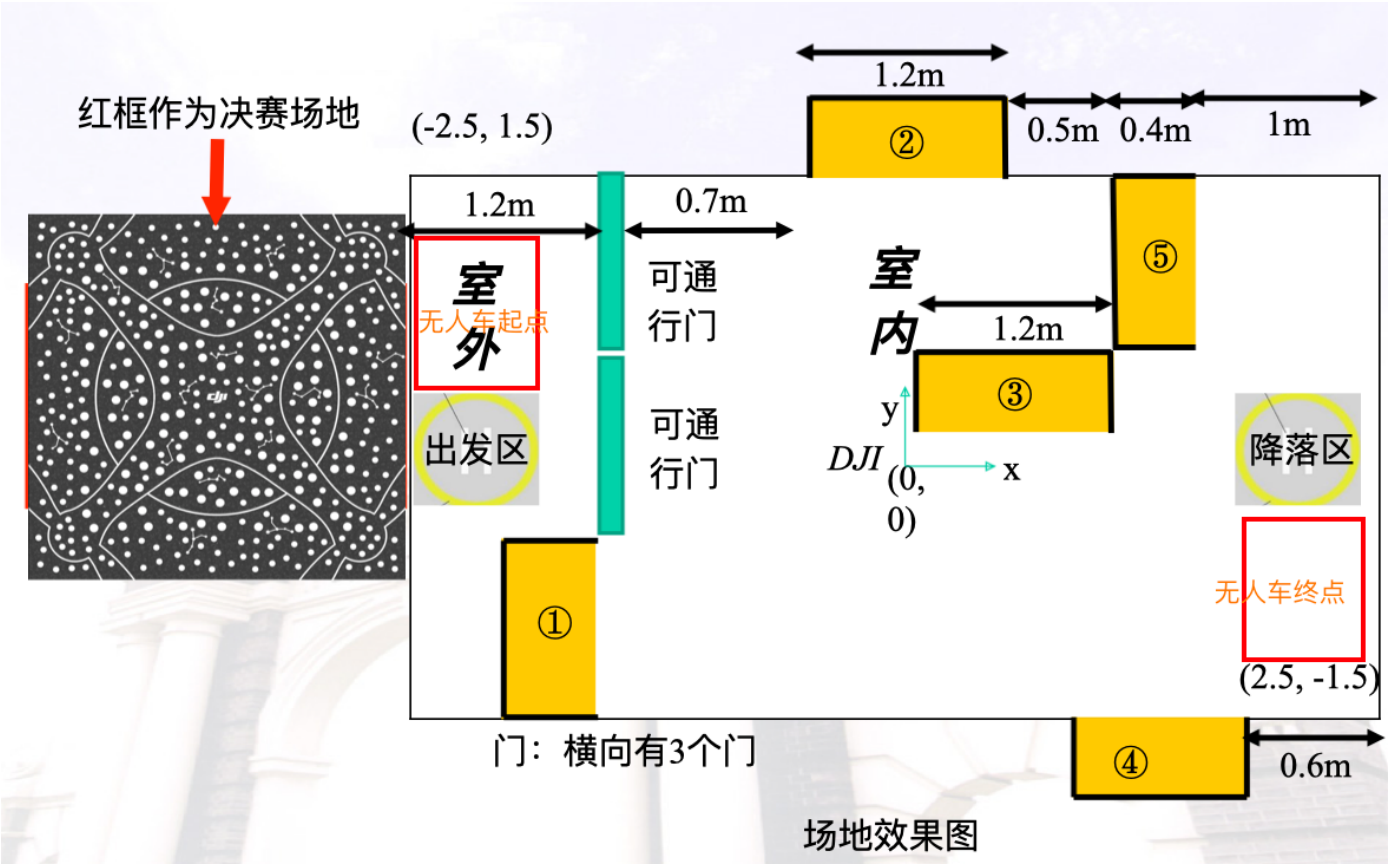 1.2m
红框作为决赛场地
(-2.5, 1.5)
②
0.5m
0.4m
1m
1.2m
0.7m
室
外
无人车起点
可通
行门
室
内
⑤
1.2m
③
出发区
可通
行门
y
DJI
x
(0,
0)
降落区
dji
①
无人车终点
(2.5, -1.5)
门：横向有3个门
④
0.6m
场地效果图